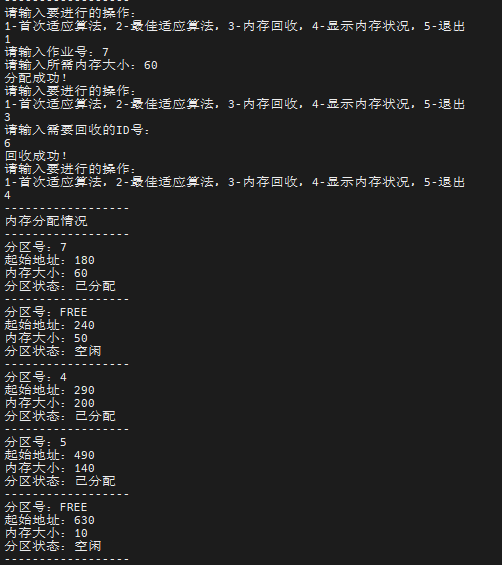 ------------------
请输入要进行的操作:
1-首次适应算法, 2-最佳适应算法, 3-内存回收, 4-显示内存状况, 5-退出
1
请输入作业号: 7
请输入所需内存大小: 60
分配成功!
请输入要进行的操作:
1-首次适应算法, 2-最佳适应算法, 3-内存回收, 4-显示内存状况, 5-退出
3
请输入需要回收的ID号:
6
回收成功!
请输入要进行的操作:
1-首次适应算法, 2-最佳适应算法, 3-内存回收, 4-显示内存状况, 5-退出
4
------------------
内存分配情况
------------------
分区号: 7
起始地址: 180
内存大小: 60
分区状态: 已分配
------------------
分区号: FREE
起始地址: 240
内存大小: 50
分区状态: 空闲
------------------
分区号: 4
起始地址: 290
内存大小: 200
分区状态: 已分配
------------------
分区号: 5
起始地址: 490
内存大小: 140
分区状态: 已分配
------------------
分区号: FREE
起始地址: 630
内存大小: 10
分区状态: 空闲
------------------